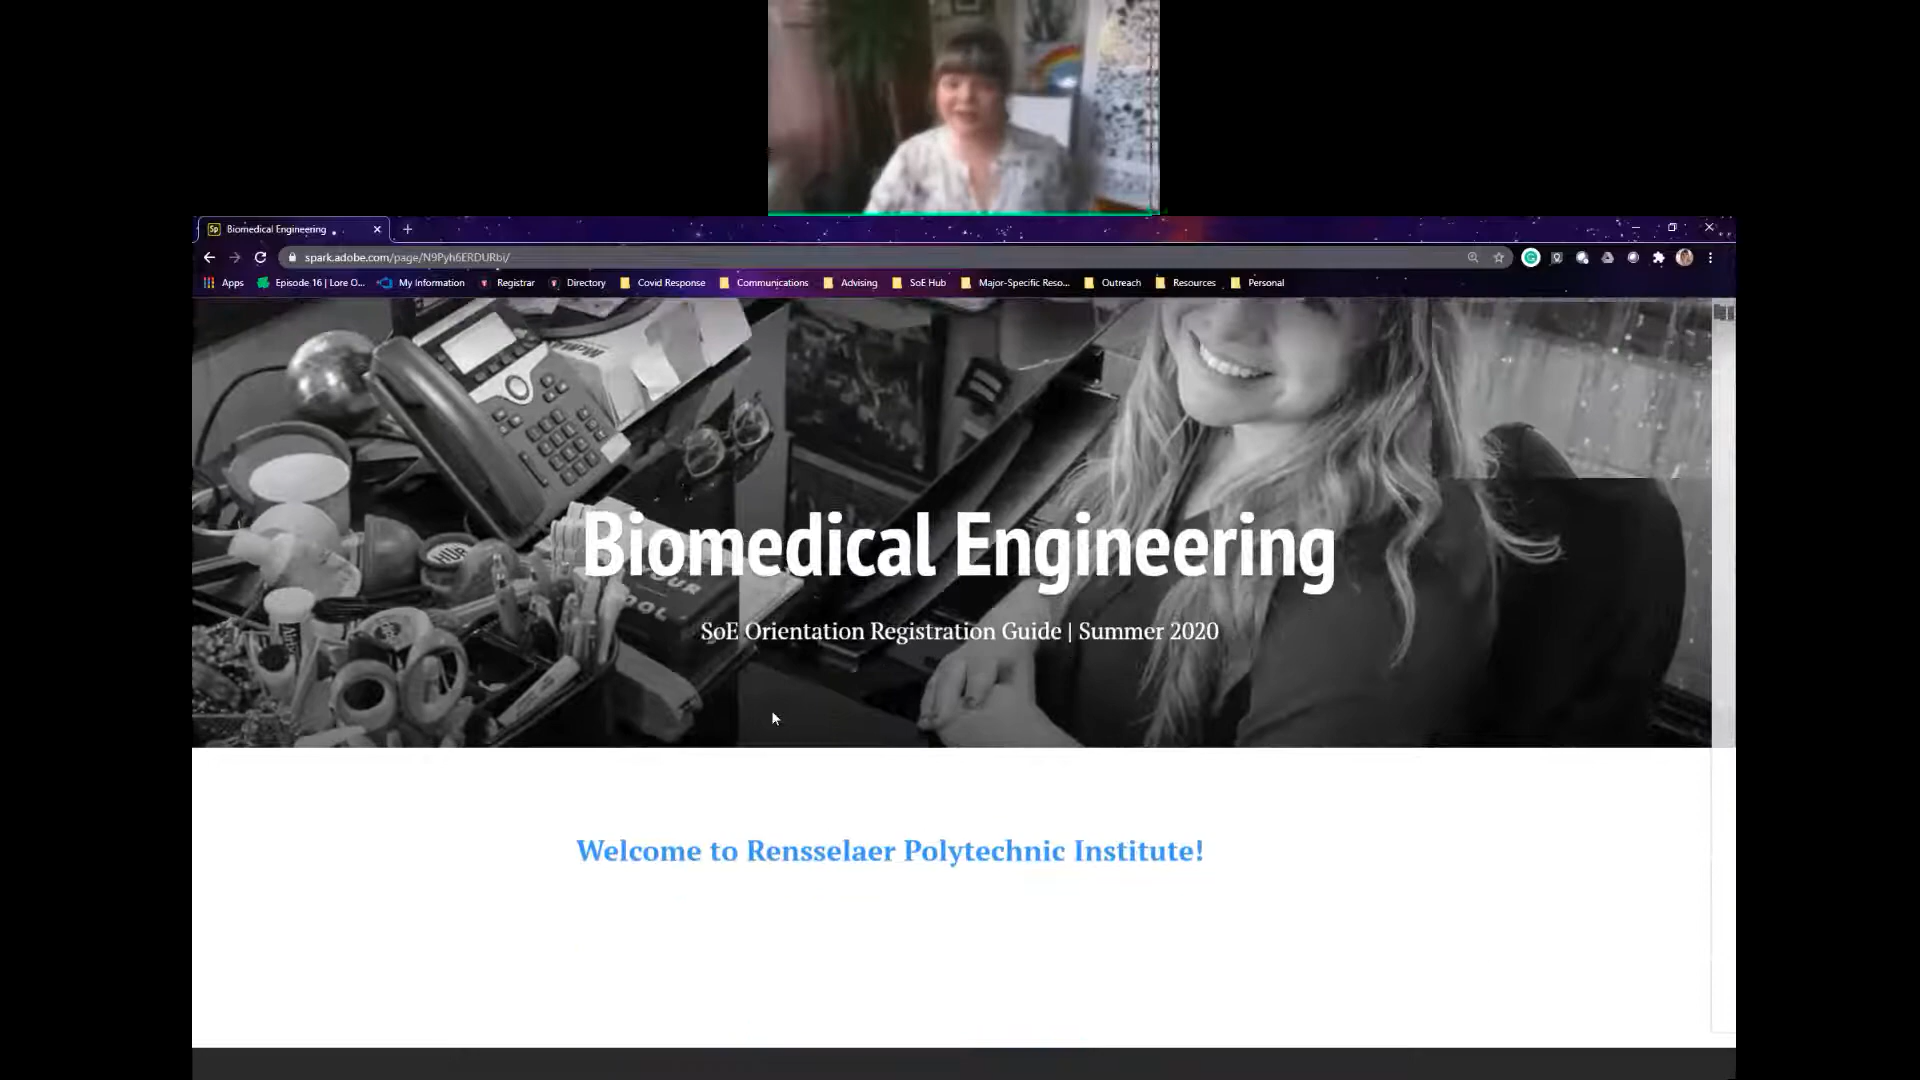 Sp Biomedical Engineering
spark.adobe.com/page/N9Pyh6ERDURbi/
Apps Episode 16 | Lore O... My Information Registrar Directory Covid Response Communications Advising SoE Hub Major-Specific Reso... Outreach Resources Personal
HUB
Biomedical Engineering
SoE Orientation Registration Guide | Summer 2020
Welcome to Rensselaer Polytechnic Institute!